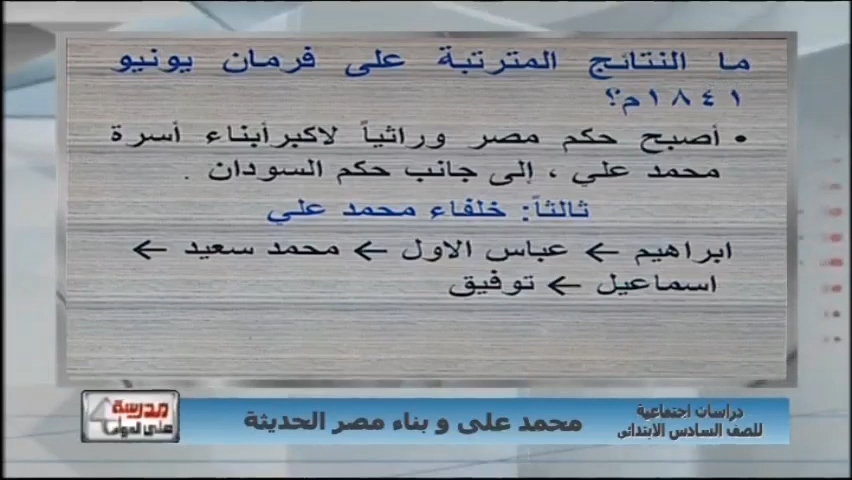 ما النتائج المترتبة على فرمان يونيو
١٨٤١م؟
• أصبح حكم مصر وراثياً لاكبرأبناء أسرة
محمد علي ، إلى جانب حكم السودان .
ثالثاً: خلفاء محمد علي
ابراهيم ← عباس الاول ← محمد سعيد ←
اسماعيل ← توفيق
دراسات اجتماعية
للصف السادس الابتدائى
محمد على و بناء مصر الحديثة
مدرسة
على الهواء